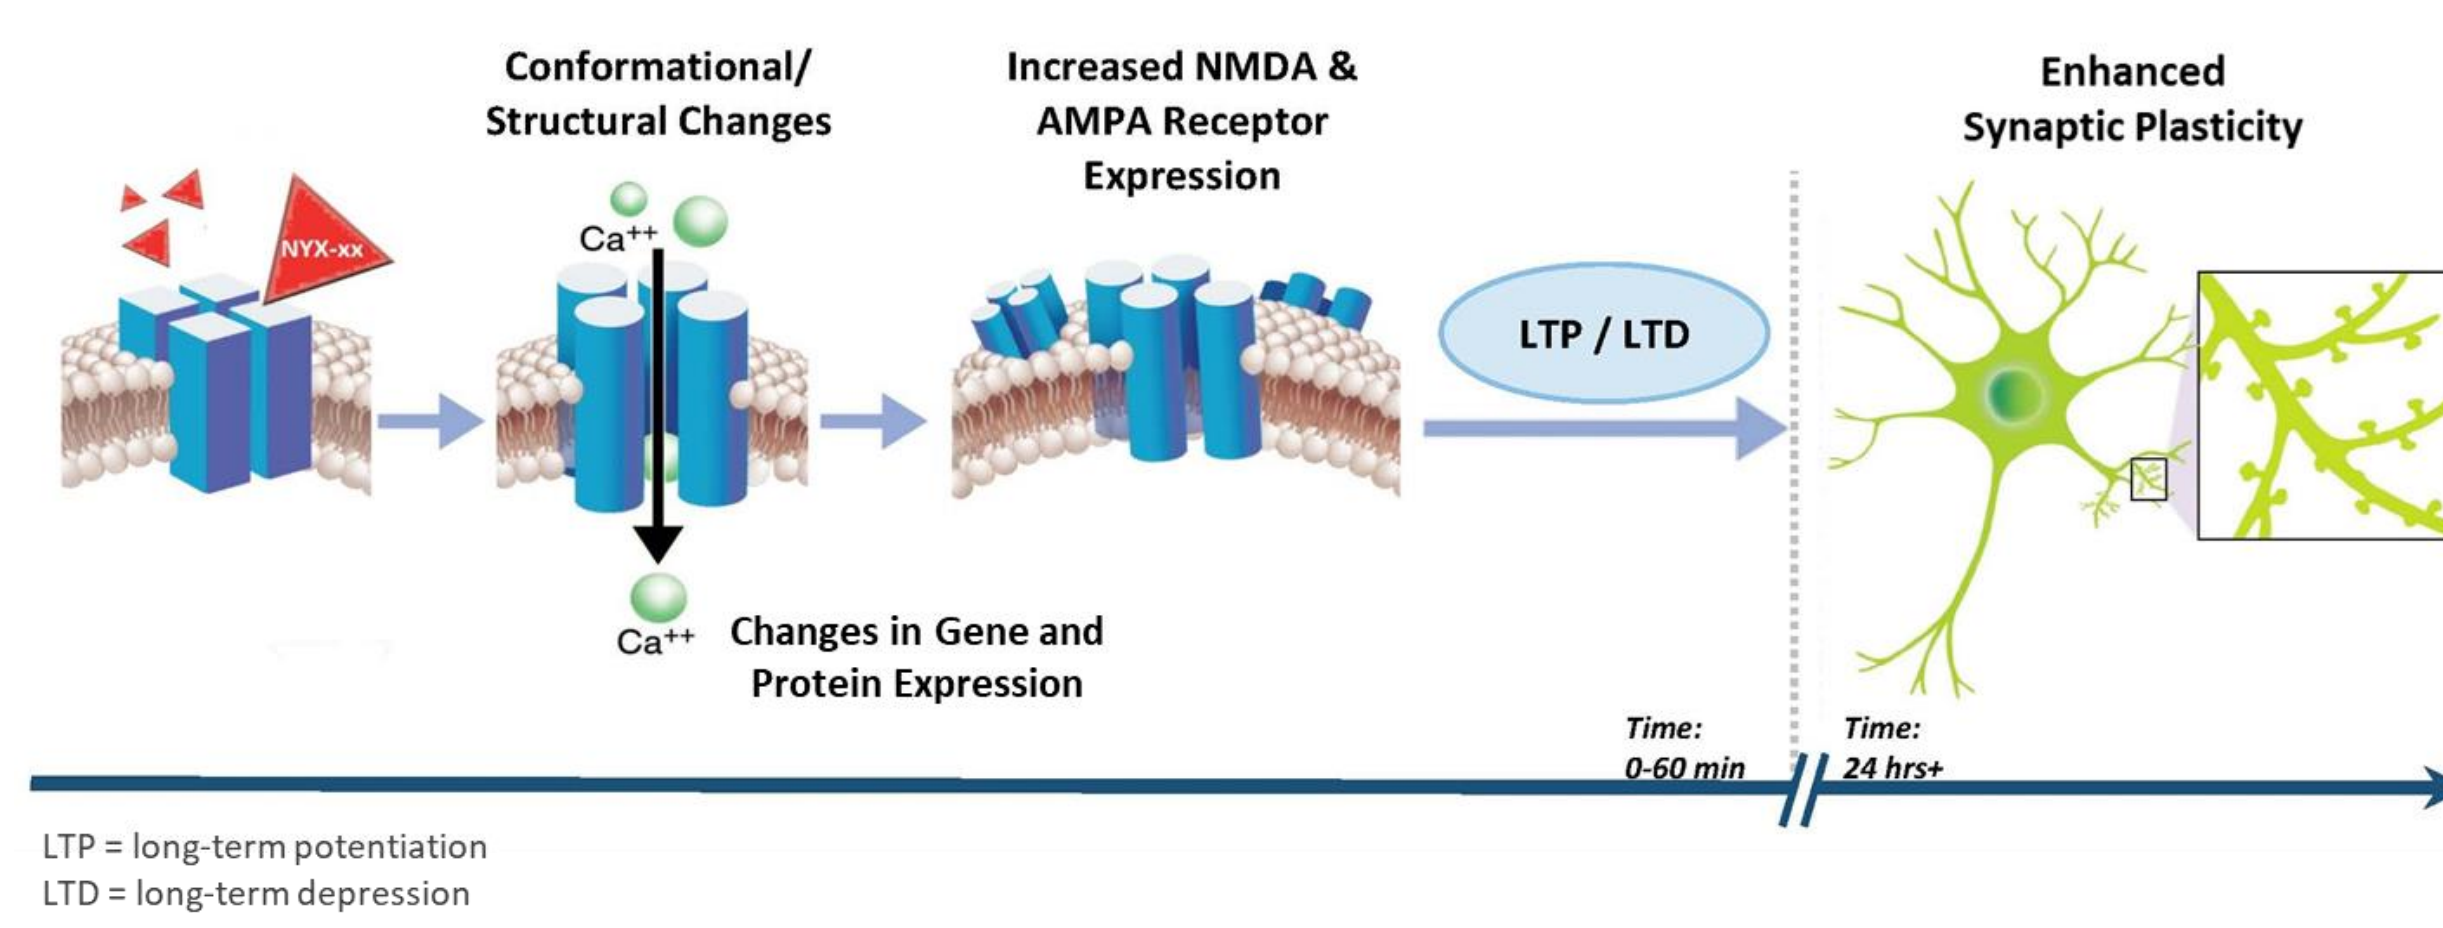 Conformational/
Structural Changes
Increased NMDA &
AMPA Receptor
Expression
Enhanced
Synaptic Plasticity
NYX-xx
Ca++
LTP / LTD
Ca++
Changes in Gene and
Protein Expression
Time:
0-60 min
Time:
24 hrs+
LTP = long-term potentiation
LTD = long-term depression